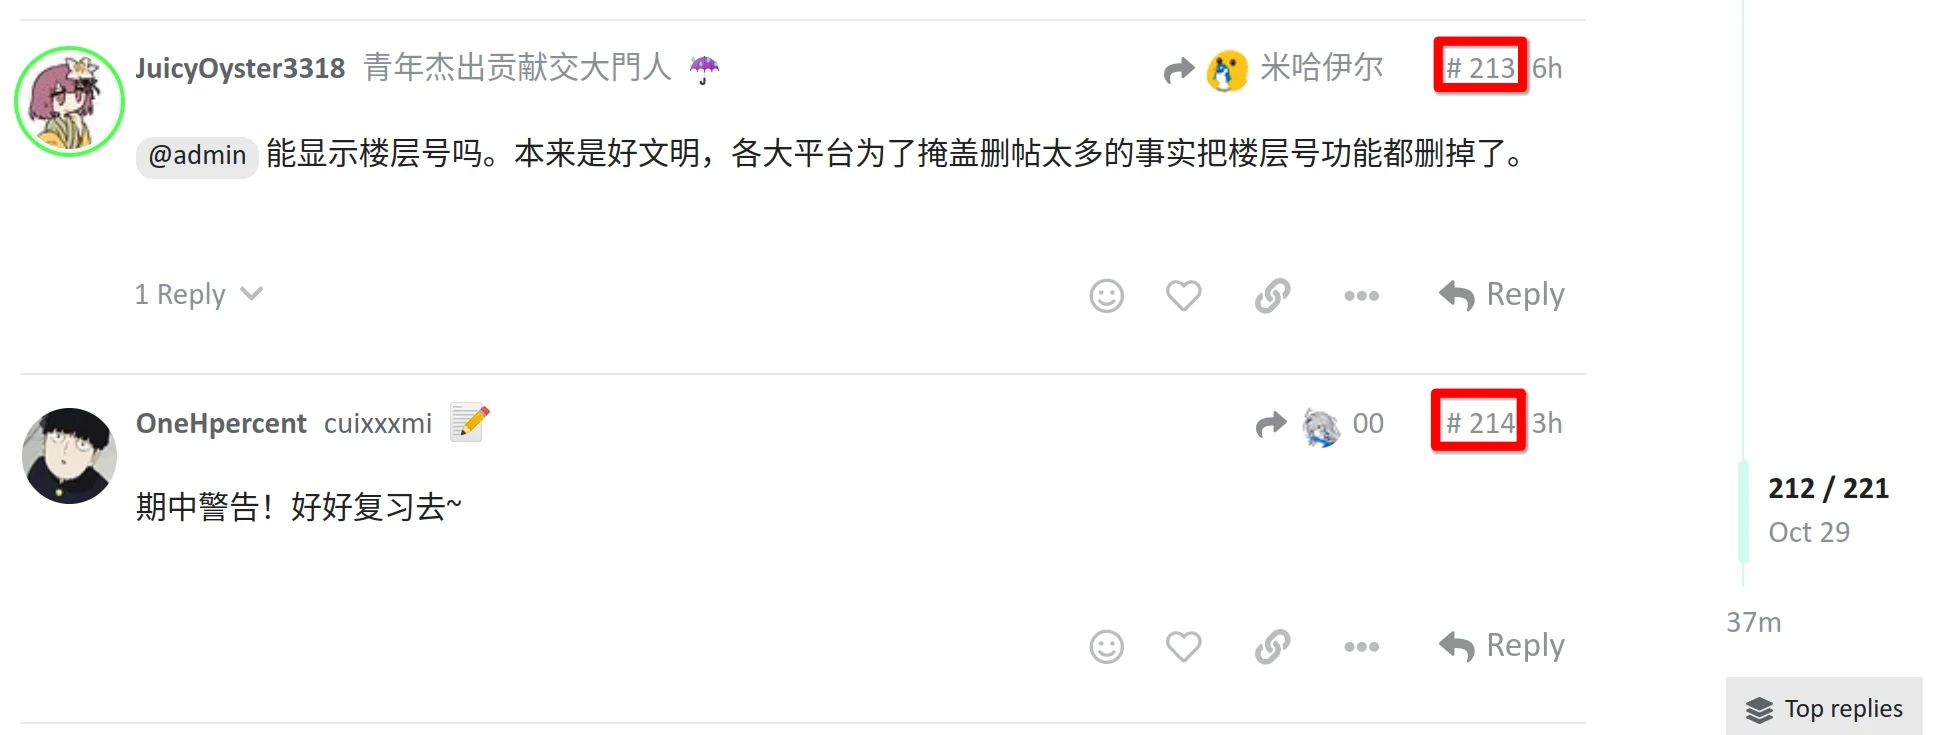 JuicyOyster3318 青年杰出贡献交大門人 米哈伊尔 # 213 6h
@admin 能显示楼层号吗。本来是好文明，各大平台为了掩盖删帖太多的事实把楼层号功能都删掉了。
1 Reply Reply
OneHpercent cuixxxmi 00 # 214 3h
期中警告！好好复习去~
Reply
212 / 221
Oct 29
37m
Top replies